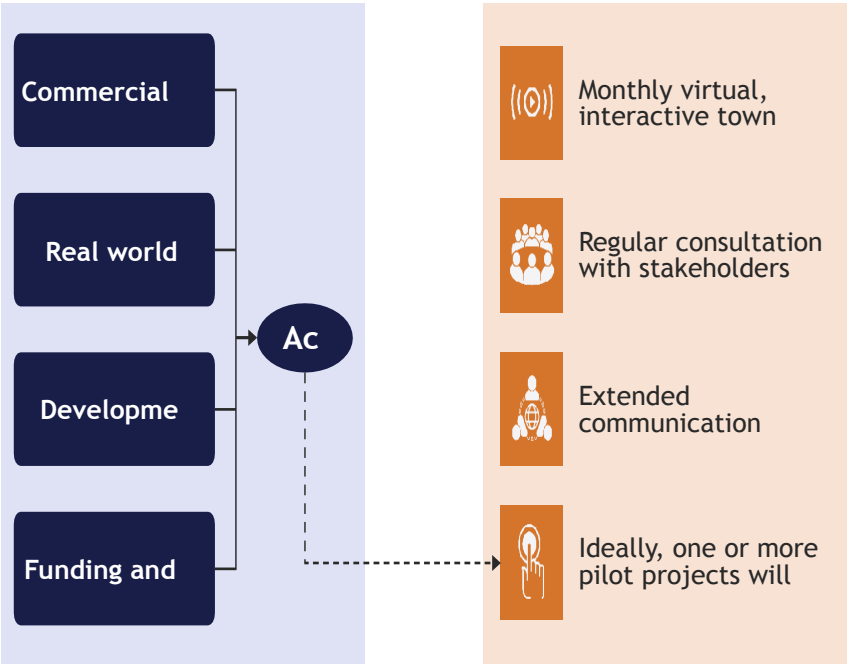 Commercial
Real world
Developme
Funding and
Ac
Monthly virtual,
interactive town
Regular consultation
with stakeholders
Extended
communication
Ideally, one or more
pilot projects will